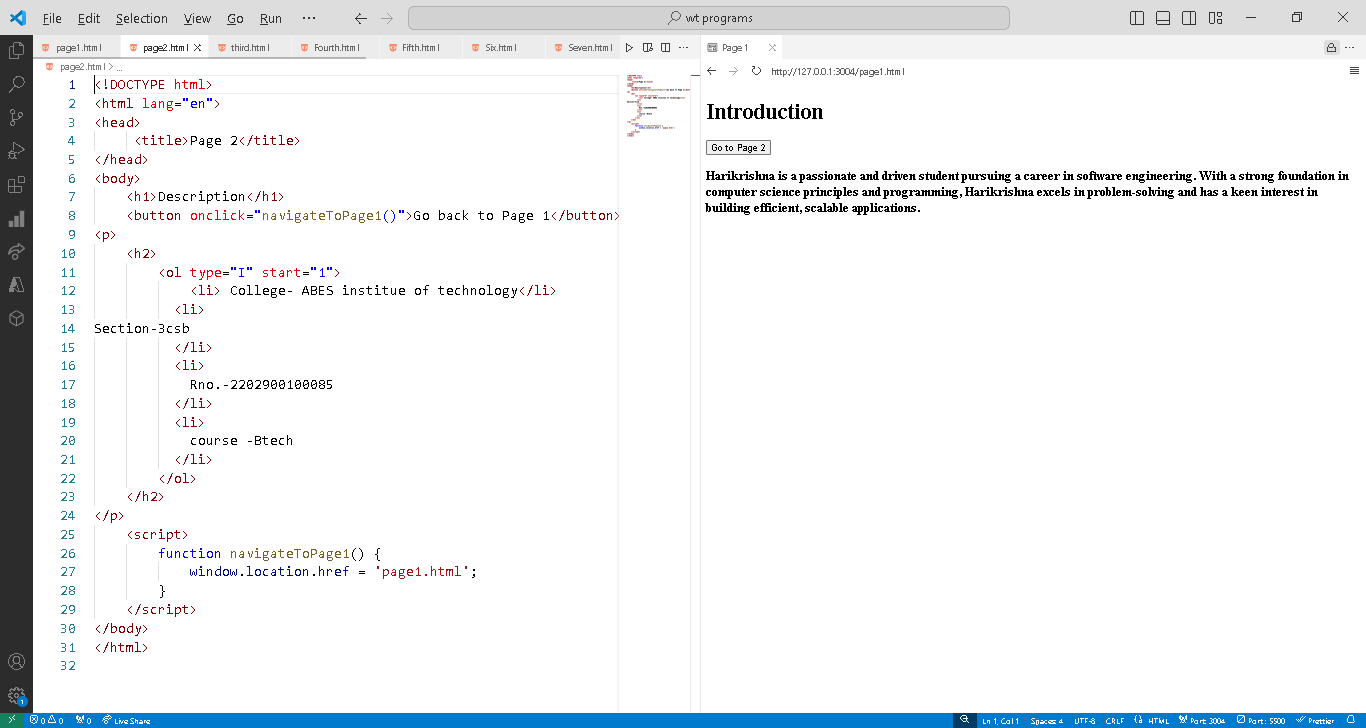 File Edit Selection View Go Run ··· wt programs
page1.html page2.html third.html Fourth.html Fifth.html Six.html Seven.html Page 1
page2.html > ...
http://127.0.0.1:3004/page1.html
1 <!DOCTYPE html>
2 <html lang="en">
3 <head>
4 <title>Page 2</title>
5 </head>
6 <body>
7 <h1>Description</h1>
8 <button onclick="navigateToPage1()">Go back to Page 1</button>
9 <p>
10 <h2>
11 <ol type="I" start="1">
12 <li> College- ABES institue of technology</li>
13 <li>
14 Section-3csb
15 </li>
16 <li>
17 Rno.-2202900100085
18 </li>
19 <li>
20 course -Btech
21 </li>
22 </ol>
23 </h2>
24 </p>
25 <script>
26 function navigateToPage1() {
27 window.location.href = 'page1.html';
28 }
29 </script>
30 </body>
31 </html>
32
Introduction
Go to Page 2
Harikrishna is a passionate and driven student pursuing a career in software engineering. With a strong foundation in
computer science principles and programming, Harikrishna excels in problem-solving and has a keen interest in
building efficient, scalable applications.
1
0 0 0 Live Share Ln 1, Col 1 Spaces: 4 UTF-8 CRLF HTML Port: 3004 Port : 5500 Prettier